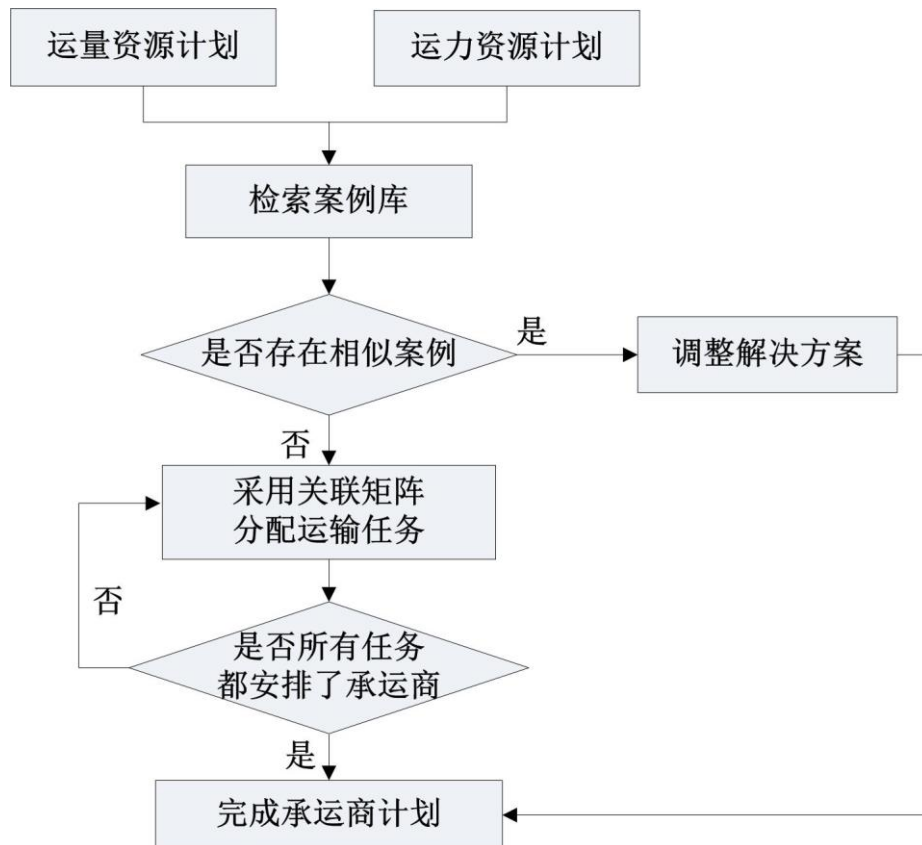 运量资源计划
运力资源计划
检索案例库
是否存在相似案例
是
调整解决方案
否
采用关联矩阵
分配运输任务
否
是否所有任务
都安排了承运商
是
完成承运商计划